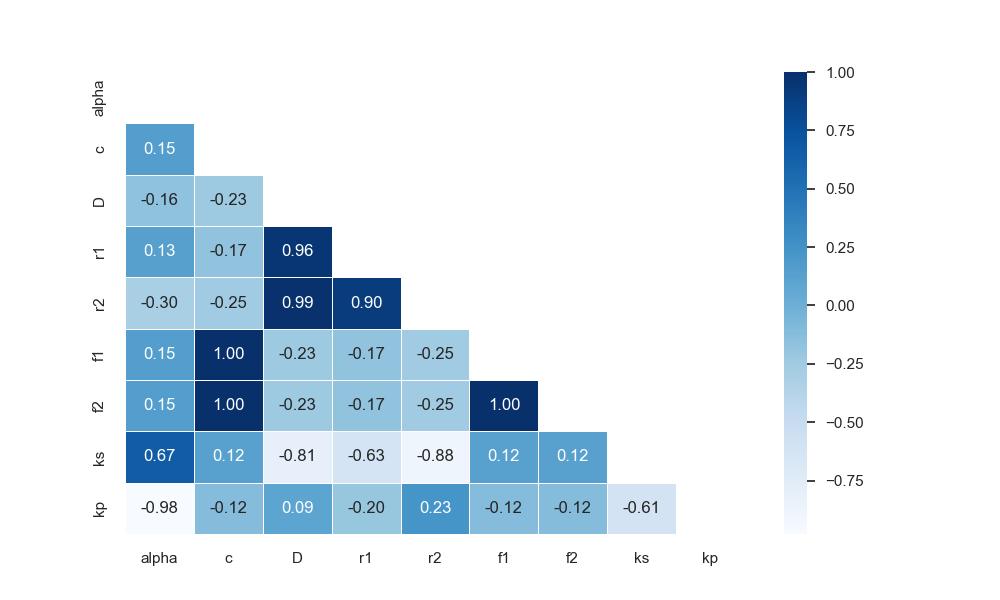 alpha
c 0.15
D -0.16 -0.23
r1 0.13 -0.17 0.96
r2 -0.30 -0.25 0.99 0.90
f1 0.15 1.00 -0.23 -0.17 -0.25
f2 0.15 1.00 -0.23 -0.17 -0.25 1.00
ks 0.67 0.12 -0.81 -0.63 -0.88 0.12 0.12
kp -0.98 -0.12 0.09 -0.20 0.23 -0.12 -0.12 -0.61
alpha c D r1 r2 f1 f2 ks kp
1.00
0.75
0.50
0.25
0.00
−0.25
−0.50
−0.75